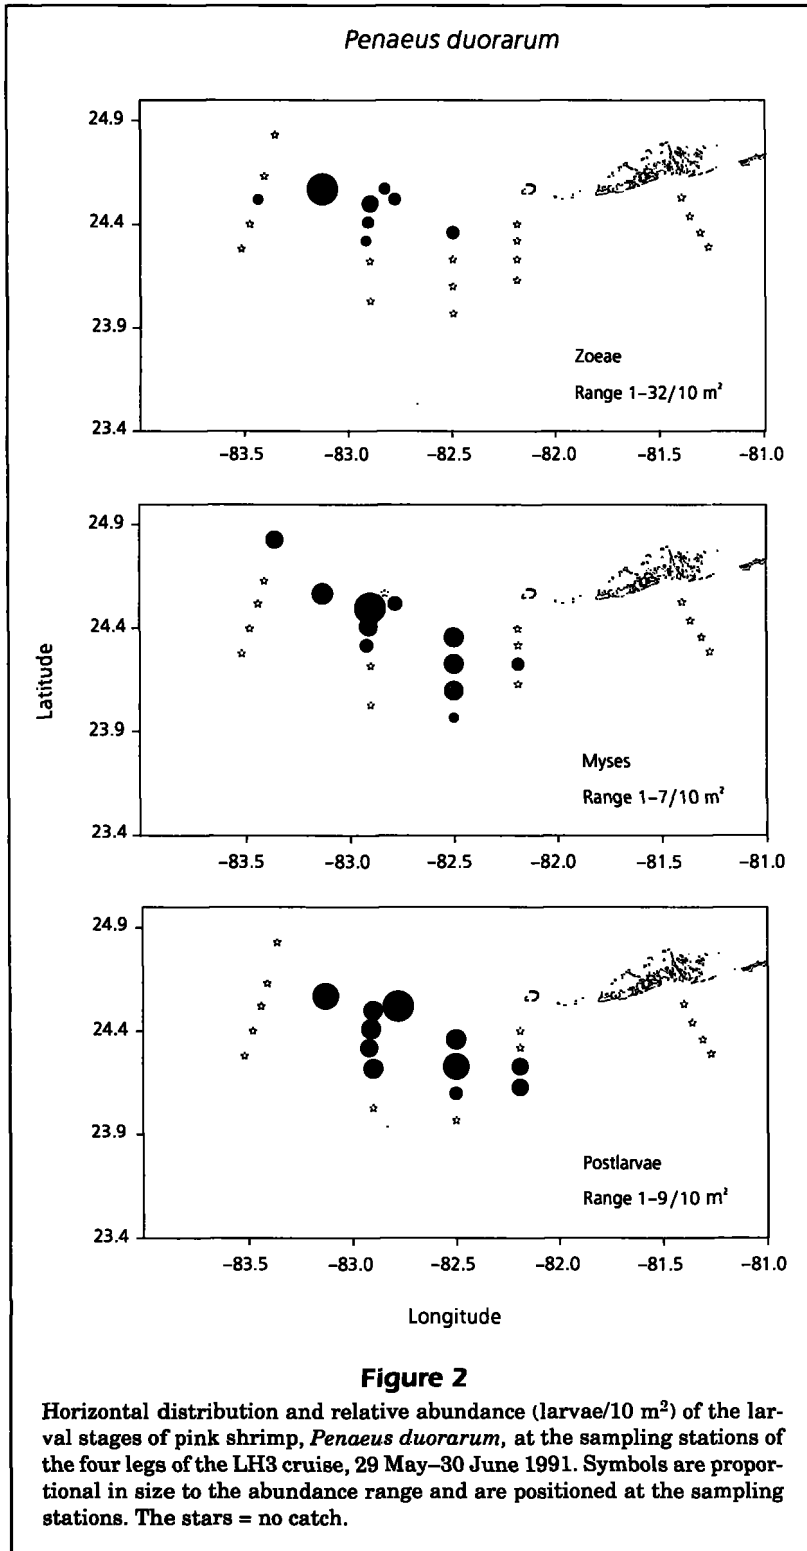 Penaeus duorarum
24.9
24.4
23.9
23.4
Zoeae
Range 1–32/10 m²
−83.5 −83.0 −82.5 −82.0 −81.5 −81.0
Latitude
24.9
24.4
23.9
23.4
Myses
Range 1–7/10 m²
−83.5 −83.0 −82.5 −82.0 −81.5 −81.0
24.9
24.4
23.9
23.4
Postlarvae
Range 1–9/10 m²
−83.5 −83.0 −82.5 −82.0 −81.5 −81.0
Longitude
Figure 2
Horizontal distribution and relative abundance (larvae/10 m²) of the lar-
val stages of pink shrimp, Penaeus duorarum, at the sampling stations of
the four legs of the LH3 cruise, 29 May–30 June 1991. Symbols are propor-
tional in size to the abundance range and are positioned at the sampling
stations. The stars = no catch.